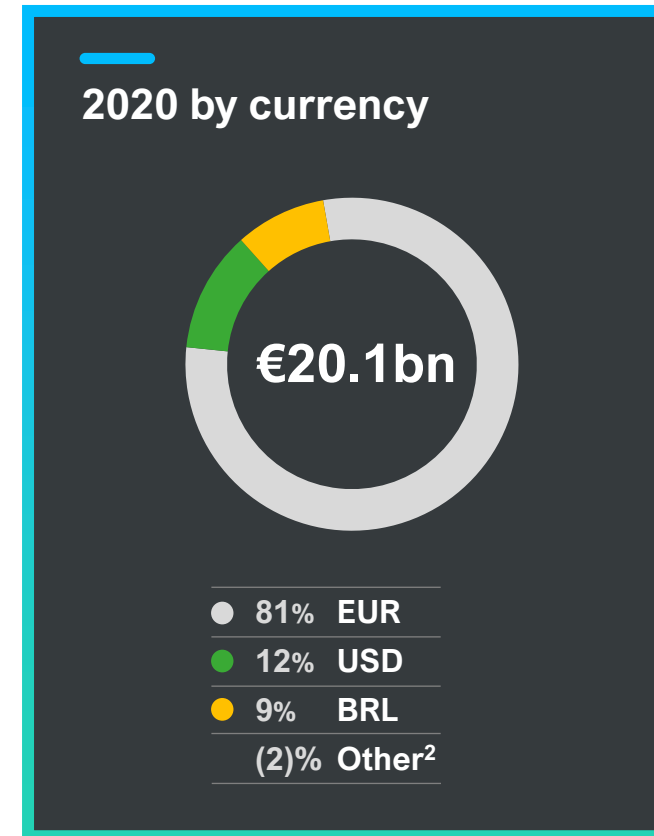 2020 by currency
€20.1bn
81% EUR
12% USD
9% BRL
(2)% Other²